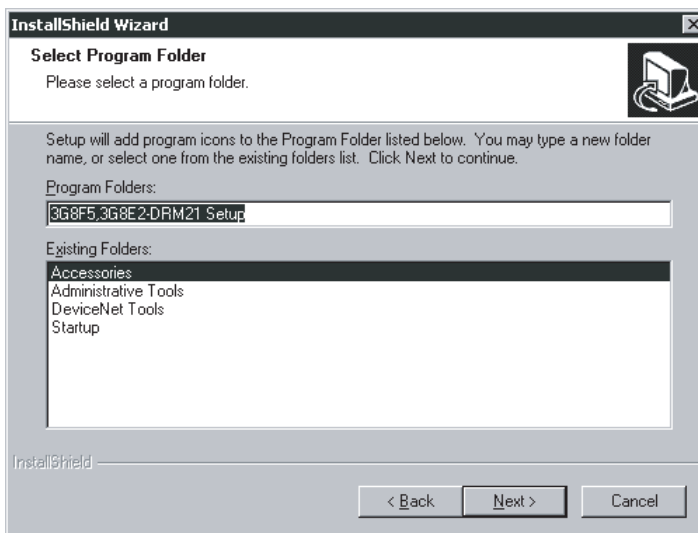 InstallShield Wizard
Select Program Folder
Please select a program folder.
Setup will add program icons to the Program Folder listed below. You may type a new folder
name, or select one from the existing folders list. Click Next to continue.
Program Folders:
3G8F5,3G8E2-DRM21 Setup
Existing Folders:
Accessories
Administrative Tools
DeviceNet Tools
Startup
InstallShield
< Back Next > Cancel